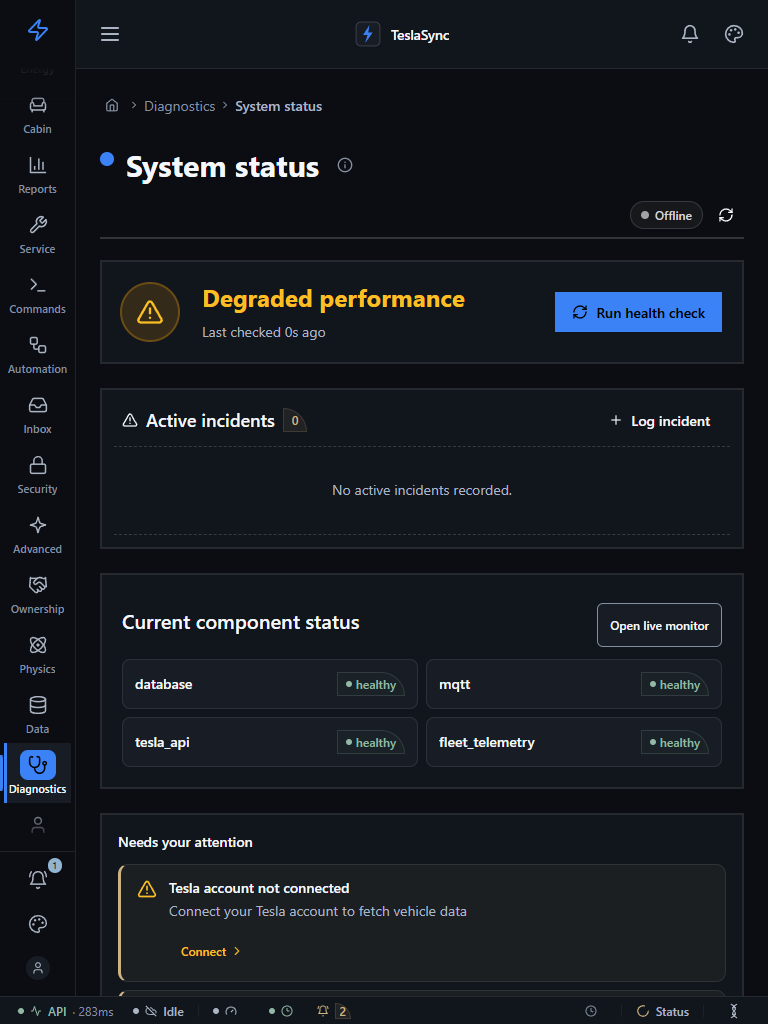 TeslaSync
Energy
Cabin
Reports
Service
Commands
Automation
Inbox
Security
Advanced
Ownership
Physics
Data
Diagnostics
1
Diagnostics
System status
System status
Offline
Degraded performance
Last checked 0s ago
Run health check
Active incidents 0
Log incident
No active incidents recorded.
Current component status
Open live monitor
database healthy
mqtt healthy
tesla_api healthy
fleet_telemetry healthy
Needs your attention
Tesla account not connected
Connect your Tesla account to fetch vehicle data
Connect
API · 283ms Idle 2 Status